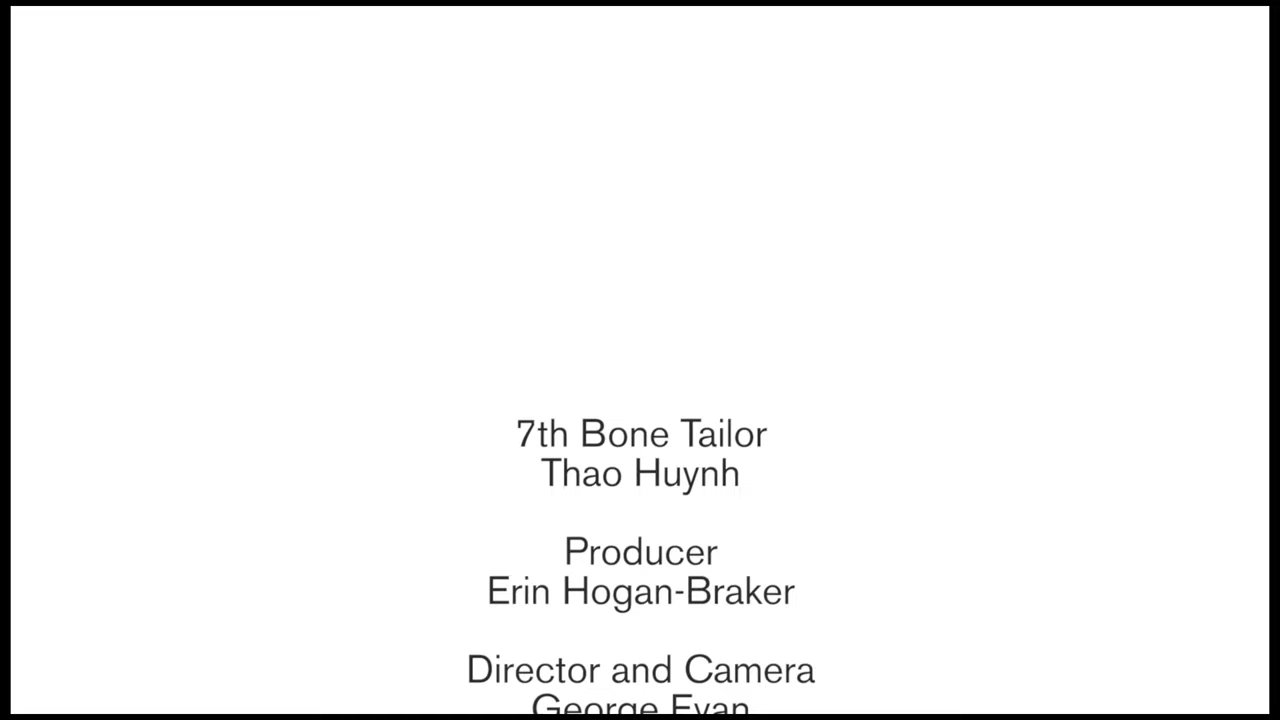 7th Bone Tailor
Thao Huynh
Producer
Erin Hogan-Braker
Director and Camera
George Evan